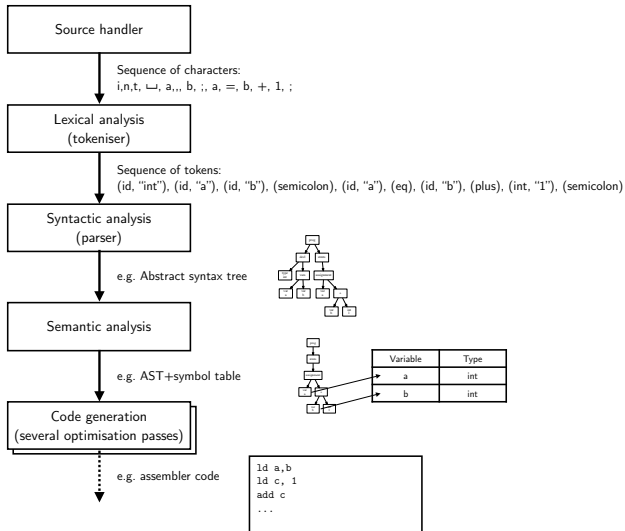 Source handler
Sequence of characters:
i,n,t, ⌴, a,,, b, ;, a, =, b, +, 1, ;
Lexical analysis
(tokeniser)
Sequence of tokens:
(id, “int”), (id, “a”), (id, “b”), (semicolon), (id, “a”), (eq), (id, “b”), (plus), (int, “1”), (semicolon)
Syntactic analysis
(parser)
e.g. Abstract syntax tree
Semantic analysis
e.g. AST+symbol table
Variable Type
a int
b int
Code generation
(several optimisation passes)
e.g. assembler code
ld a,b
ld c, 1
add c
...